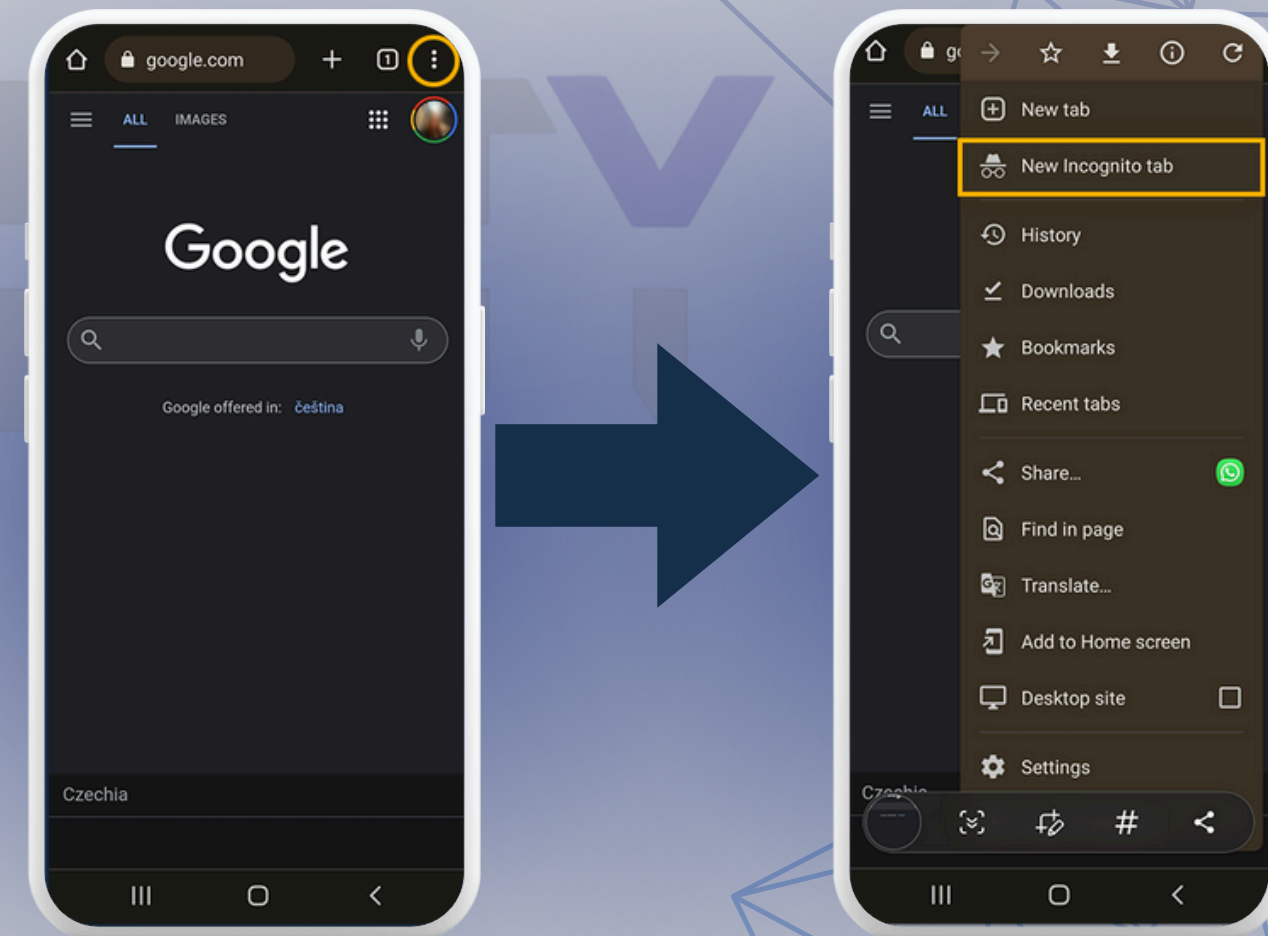 google.com
1
ALL IMAGES
Google
Google offered in: čeština
Czechia
ALL
New tab
New Incognito tab
History
Downloads
Bookmarks
Recent tabs
Share...
Find in page
Translate...
Add to Home screen
Desktop site
Settings
#